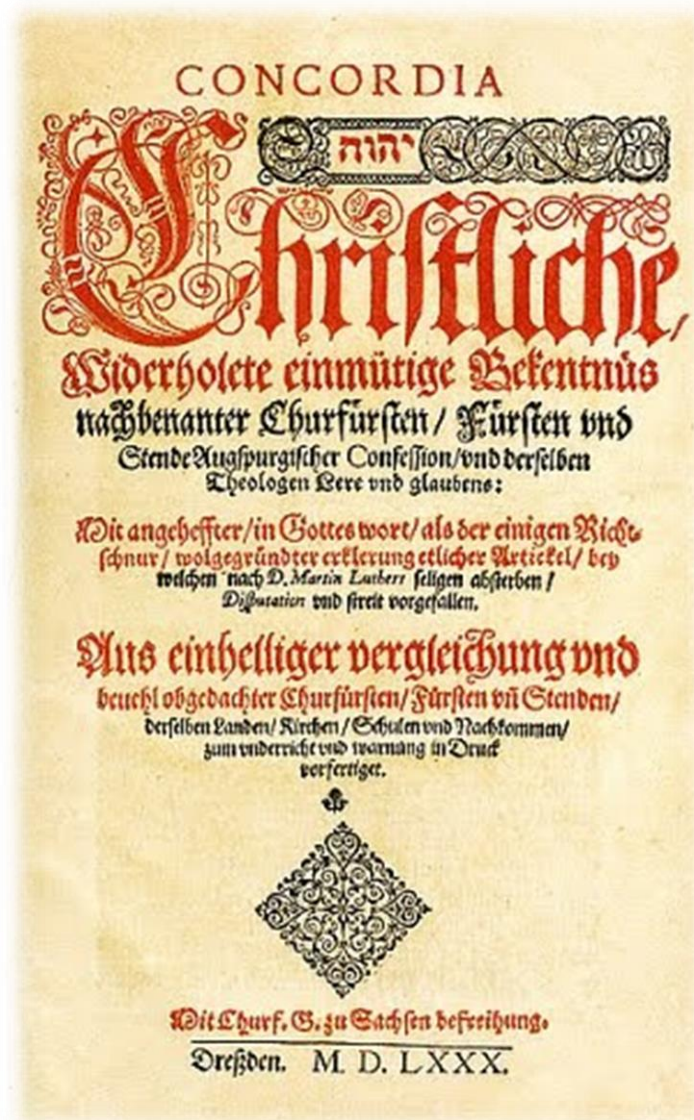 CONCORDIA
יהוה
Christliche,
Widerholete einmütige Bekentnüs
nachbenanter Churfürsten / Fürsten vnd
Stende Augspurgischer Confession / vnd derselben
Theologen Lere vnd glaubens:
Mit angeheffter / in Gottes wort / als der einigen Richt-
schnur / wolgegründter erklerung etlicher Artickel / bey
welchen nach D. Martin Luthers seligen absterben /
Disputation vnd streit vorgefallen.
Aus einhelliger vergleichung vnd
beuehl obgedachter Churfürsten / Fürsten vñ Stenden /
derselben Landen / Kirchen / Schulen vnd Nachkommen /
zum vnderricht vnd warnung in Druck
vorfertiget.
Mit Churf. G. zu Sachsen befreihung.
Dreßden. M. D. LXXX.